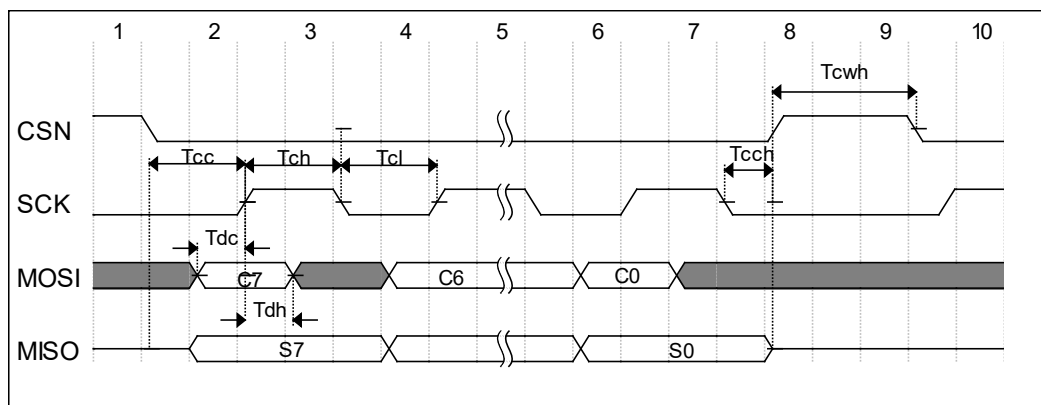 1 2 3 4 5 6 7 8 9 10
Tcwh
CSN
Tcc Tch Tcl Tcch
SCK
Tdc
MOSI C7 C6 C0
Tdh
MISO S7 S0